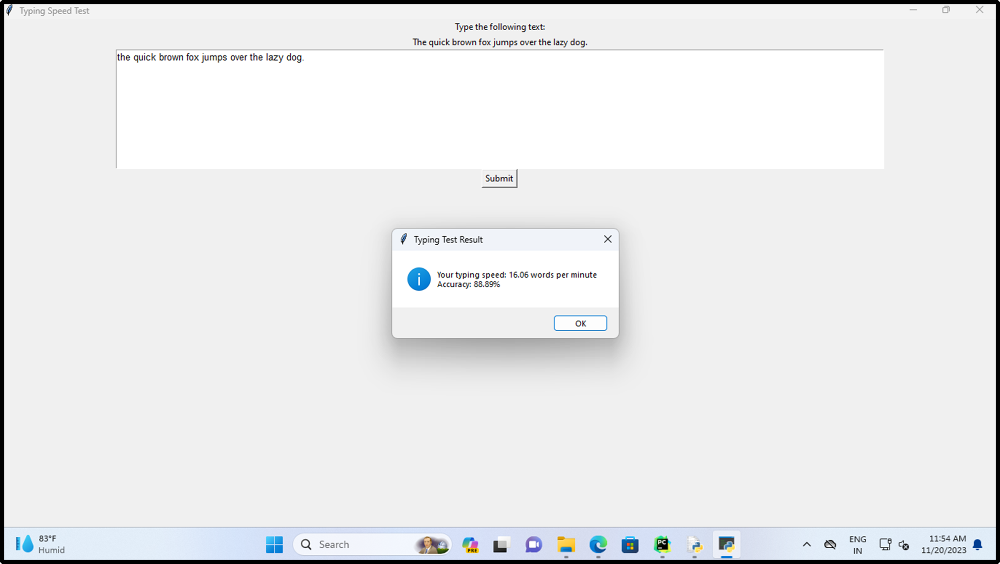 Typing Speed Test
Type the following text:
The quick brown fox jumps over the lazy dog.
the quick brown fox jumps over the lazy dog.
Submit
Typing Test Result
Your typing speed: 16.06 words per minute
Accuracy: 88.89%
OK
83°F
Humid
Search
PRE
PC
ENG
IN
11:54 AM
11/20/2023